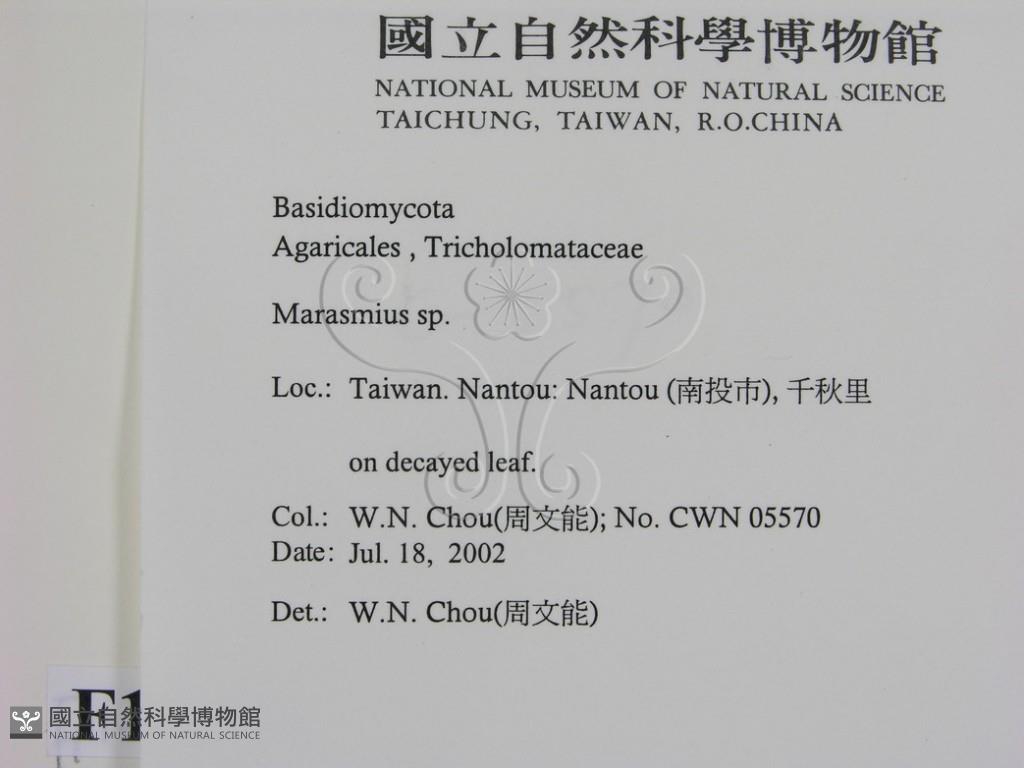 國立自然科學博物館
NATIONAL MUSEUM OF NATURAL SCIENCE
TAICHUNG, TAIWAN, R.O.CHINA
Basidiomycota
Agaricales , Tricholomataceae
Marasmius sp.
Loc.: Taiwan. Nantou: Nantou (南投市), 千秋里
on decayed leaf.
Col.: W.N. Chou(周文能); No. CWN 05570
Date: Jul. 18, 2002
Det.: W.N. Chou(周文能)
F1
國立自然科學博物館
NATIONAL MUSEUM OF NATURAL SCIENCE